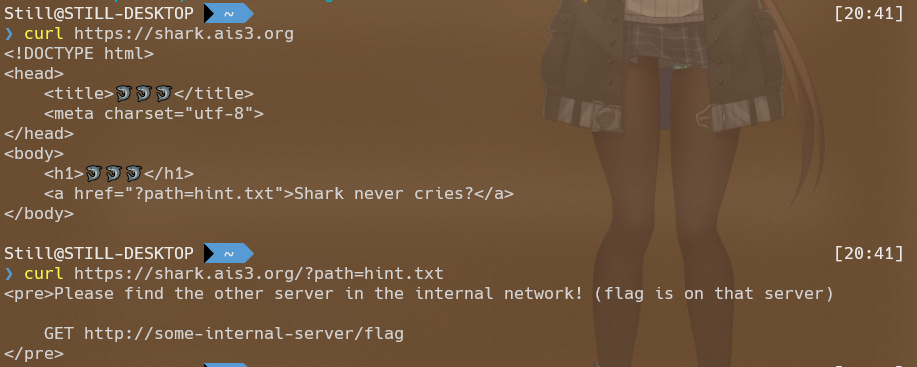 Still@STILL-DESKTOP ~ [20:41]
❯ curl https://shark.ais3.org
<!DOCTYPE html>
<head>
    <title>🦈🦈🦈</title>
    <meta charset="utf-8">
</head>
<body>
    <h1>🦈🦈🦈</h1>
    <a href="?path=hint.txt">Shark never cries?</a>
</body>
Still@STILL-DESKTOP ~ [20:41]
❯ curl https://shark.ais3.org/?path=hint.txt
<pre>Please find the other server in the internal network! (flag is on that server)
    GET http://some-internal-server/flag
</pre>